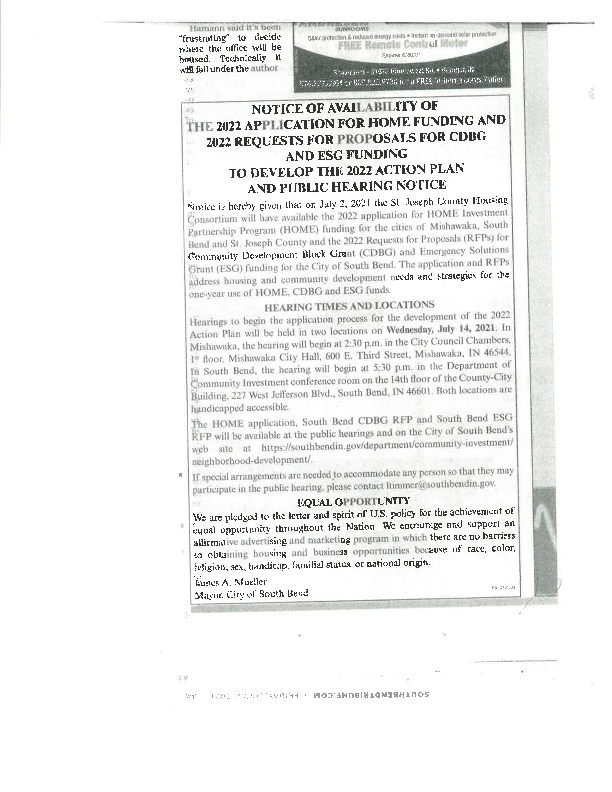 Hamann said it's been
"frustrating" to decide
where the office will be
housed. Technically it
will fall under the author
SUNROOMS
protection & reduced energy costs • Instant on-demand solar protection
FREE Remote Control Motor
NOTICE OF AVAILABILITY OF
THE 2022 APPLICATION FOR HOME FUNDING AND
2022 REQUESTS FOR PROPOSALS FOR CDBG
AND ESG FUNDING
TO DEVELOP THE 2022 ACTION PLAN
AND PUBLIC HEARING NOTICE
Notice is hereby given that on July 2, 2021 the St. Joseph County Housing
Consortium will have available the 2022 application for HOME Investment
Partnership Program (HOME) funding for the cities of Mishawaka, South
Bend and St. Joseph County and the 2022 Requests for Proposals (RFPs) for
Community Development Block Grant (CDBG) and Emergency Solutions
Grant (ESG) funding for the City of South Bend. The application and RFPs
address housing and community development needs and strategies for the
one-year use of HOME, CDBG and ESG funds.
HEARING TIMES AND LOCATIONS
Hearings to begin the application process for the development of the 2022
Action Plan will be held in two locations on Wednesday, July 14, 2021. In
Mishawaka, the hearing will begin at 2:30 p.m. in the City Council Chambers,
1st floor, Mishawaka City Hall, 600 E. Third Street, Mishawaka, IN 46544.
In South Bend, the hearing will begin at 5:30 p.m. in the Department of
Community Investment conference room on the 14th floor of the County-City
Building, 227 West Jefferson Blvd., South Bend, IN 46601. Both locations are
handicapped accessible.
The HOME application, South Bend CDBG RFP and South Bend ESG
RFP will be available at the public hearings and on the City of South Bend's
web site at https://southbendin.gov/department/community-investment/
neighborhood-development/.
If special arrangements are needed to accommodate any person so that they may
participate in the public hearing, please contact ltimmer@southbendin.gov.
EQUAL OPPORTUNITY
We are pledged to the letter and spirit of U.S. policy for the achievement of
equal opportunity throughout the Nation. We encourage and support an
affirmative advertising and marketing program in which there are no barriers
to obtaining housing and business opportunities because of race, color,
religion, sex, handicap, familial status, or national origin.
James A. Mueller
Mayor, City of South Bend
SOUTHBENDTRIBUNE.COM